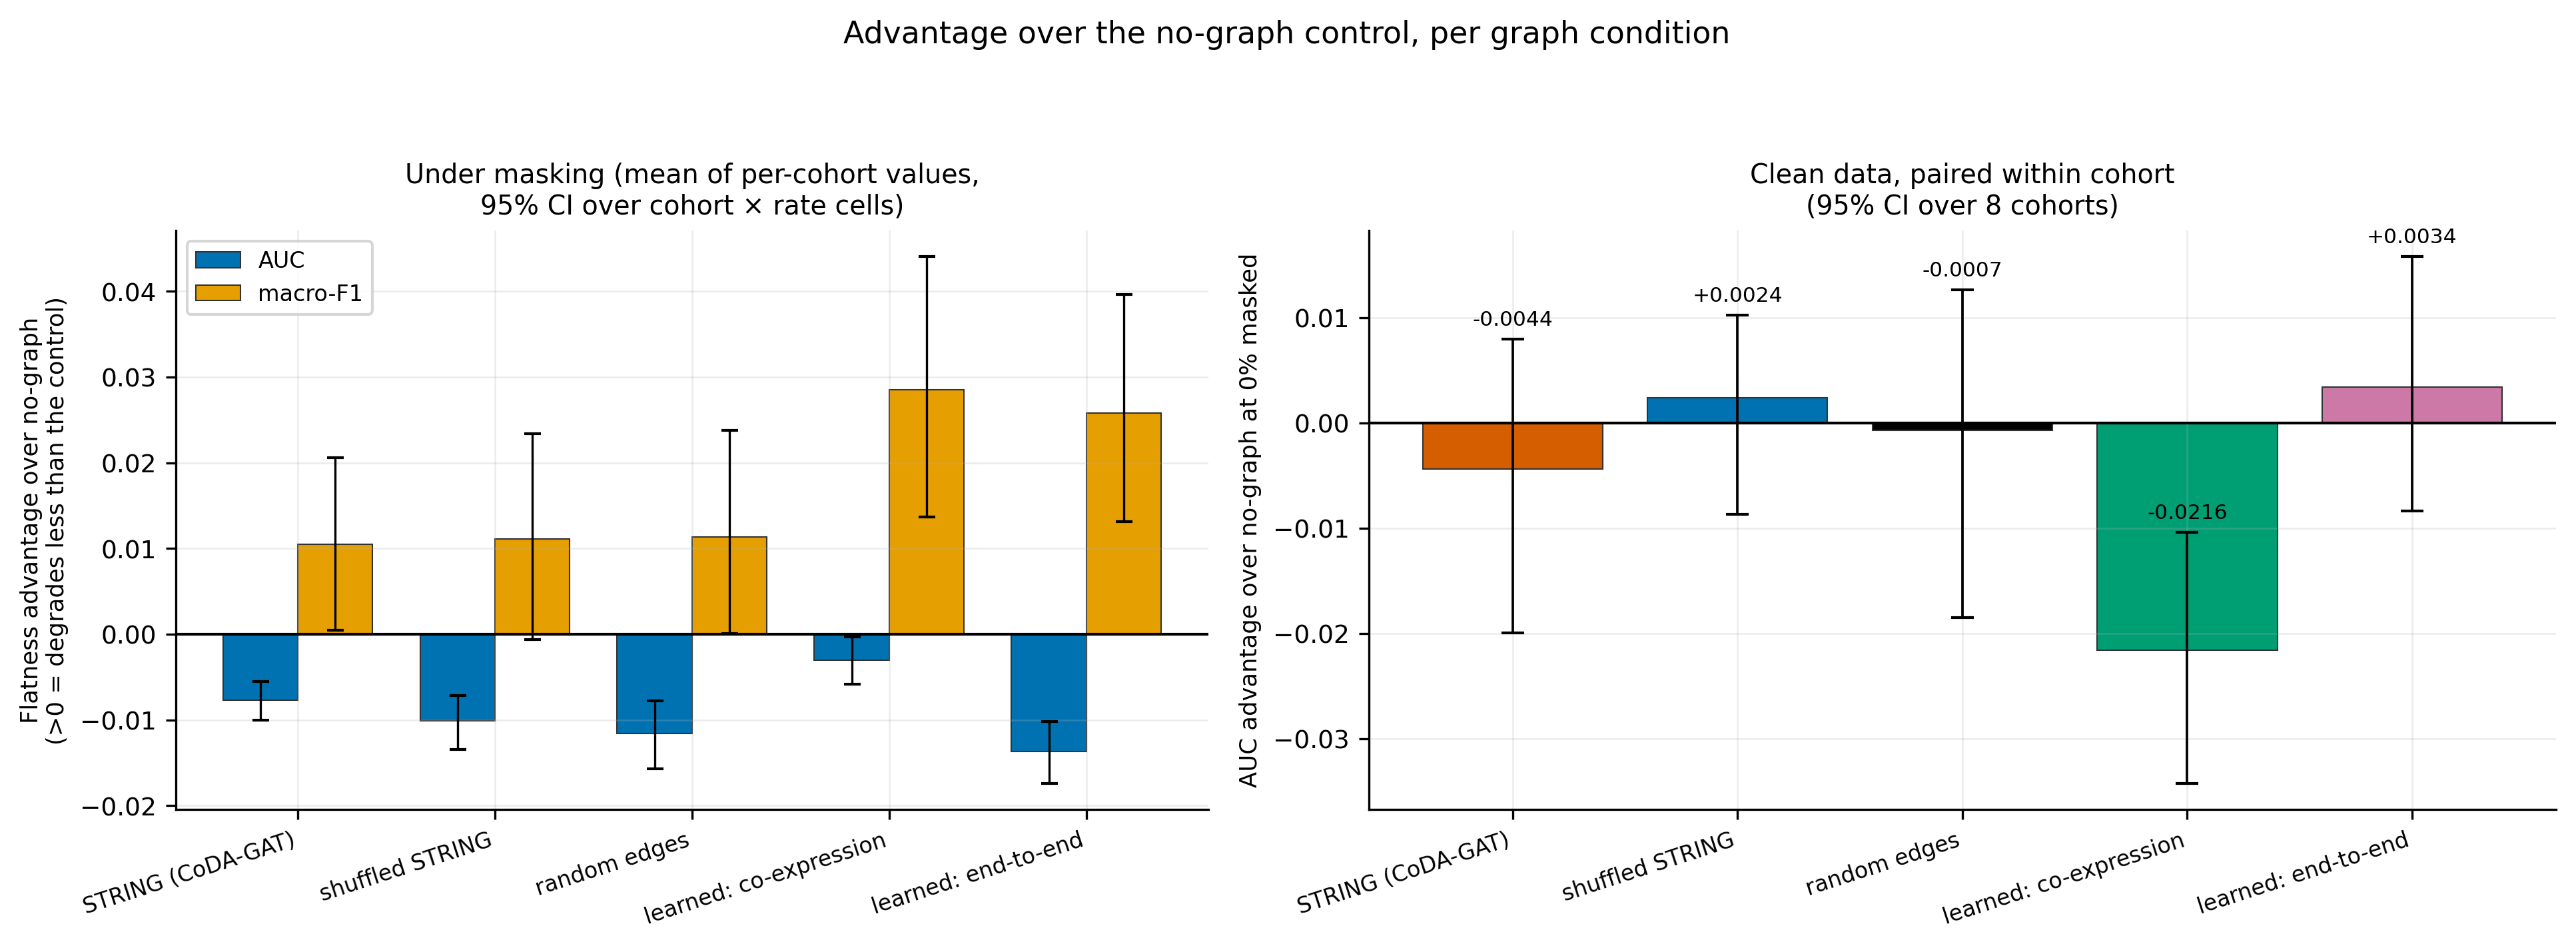 Advantage over the no-graph control, per graph condition
Under masking (mean of per-cohort values,
95% CI over cohort × rate cells)
Flatness advantage over no-graph
(>0 = degrades less than the control)
AUC
macro-F1
0.04
0.03
0.02
0.01
0.00
−0.01
−0.02
STRING (CoDA-GAT)
shuffled STRING
random edges
learned: co-expression
learned: end-to-end
Clean data, paired within cohort
(95% CI over 8 cohorts)
AUC advantage over no-graph at 0% masked
0.01
0.00
−0.01
−0.02
−0.03
-0.0044
+0.0024
-0.0007
-0.0216
+0.0034
STRING (CoDA-GAT)
shuffled STRING
random edges
learned: co-expression
learned: end-to-end